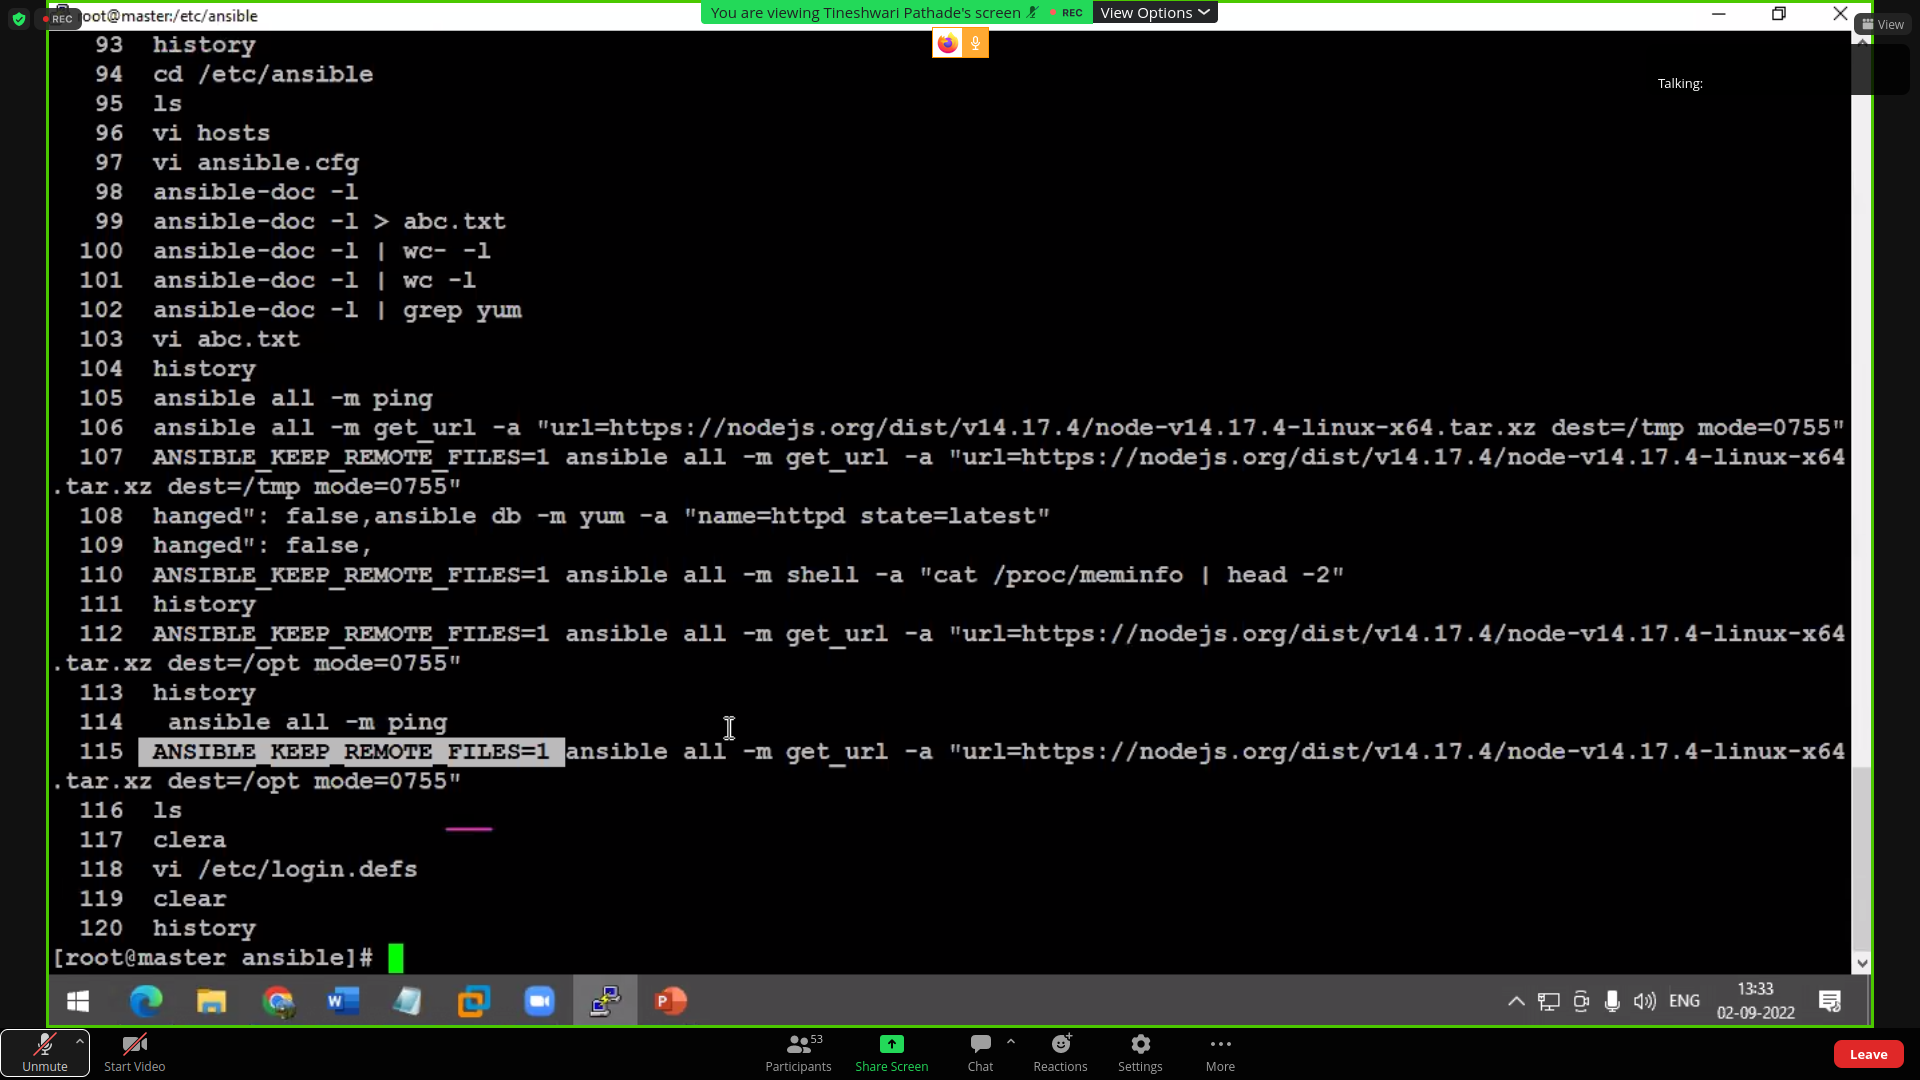 root@master:/etc/ansible
REC
You are viewing Tineshwari Pathade's screen
REC
View Options
View
Talking:
93 history
94 cd /etc/ansible
95 ls
96 vi hosts
97 vi ansible.cfg
98 ansible-doc -l
99 ansible-doc -l > abc.txt
100 ansible-doc -l | wc- -l
101 ansible-doc -l | wc -l
102 ansible-doc -l | grep yum
103 vi abc.txt
104 history
105 ansible all -m ping
106 ansible all -m get_url -a "url=https://nodejs.org/dist/v14.17.4/node-v14.17.4-linux-x64.tar.xz dest=/tmp mode=0755"
107 ANSIBLE_KEEP_REMOTE_FILES=1 ansible all -m get_url -a "url=https://nodejs.org/dist/v14.17.4/node-v14.17.4-linux-x64
.tar.xz dest=/tmp mode=0755"
108 hanged": false,ansible db -m yum -a "name=httpd state=latest"
109 hanged": false,
110 ANSIBLE_KEEP_REMOTE_FILES=1 ansible all -m shell -a "cat /proc/meminfo | head -2"
111 history
112 ANSIBLE_KEEP_REMOTE_FILES=1 ansible all -m get_url -a "url=https://nodejs.org/dist/v14.17.4/node-v14.17.4-linux-x64
.tar.xz dest=/opt mode=0755"
113 history
114 ansible all -m ping
115 ANSIBLE_KEEP_REMOTE_FILES=1 ansible all -m get_url -a "url=https://nodejs.org/dist/v14.17.4/node-v14.17.4-linux-x64
.tar.xz dest=/opt mode=0755"
116 ls
117 clera
118 vi /etc/login.defs
119 clear
120 history
[root@master ansible]#
ENG
13:33
02-09-2022
Unmute
Start Video
53
Participants
Share Screen
Chat
Reactions
Settings
More
Leave